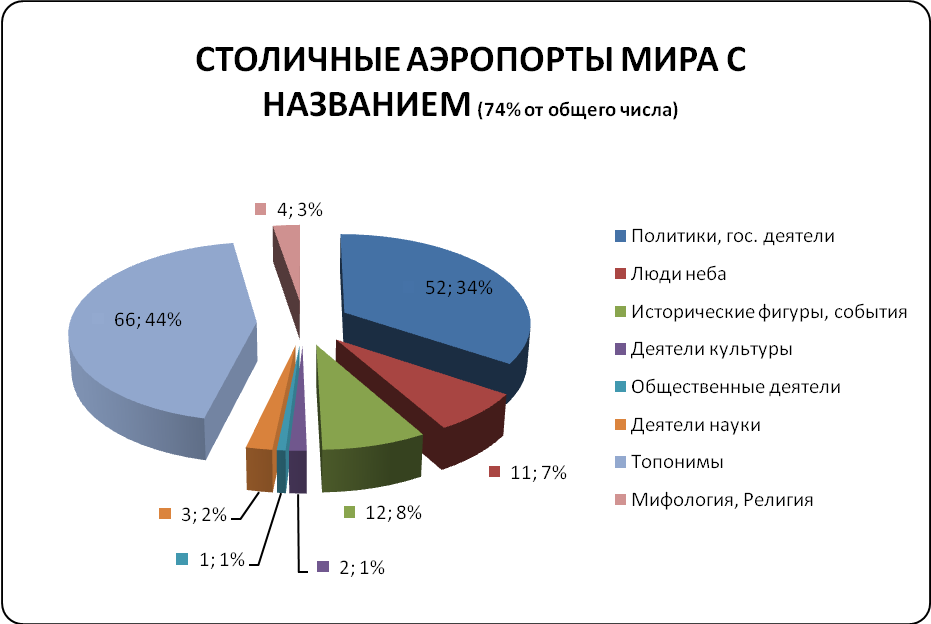 СТОЛИЧНЫЕ АЭРОПОРТЫ МИРА С
НАЗВАНИЕМ (74% от общего числа)
4; 3%
52; 34%
66; 44%
11; 7%
12; 8%
3; 2%
1; 1%
2; 1%
Политики, гос. деятели
Люди неба
Исторические фигуры, события
Деятели культуры
Общественные деятели
Деятели науки
Топонимы
Мифология, Религия